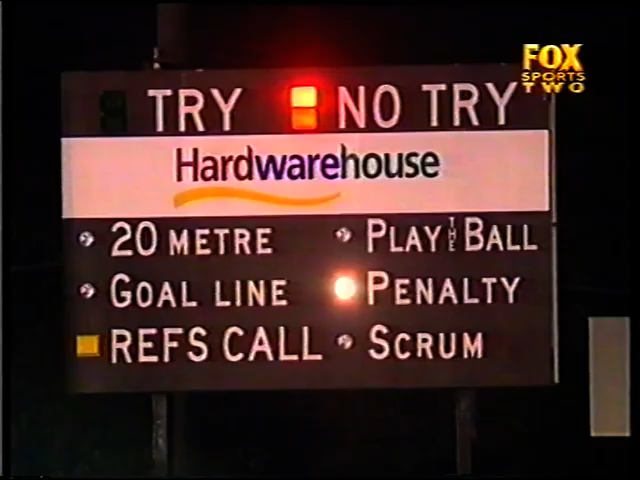 FOX
SPORTS
TWO
TRY NO TRY
Hardwarehouse
20 METRE PLAY THE BALL
GOAL LINE PENALTY
REFS CALL SCRUM